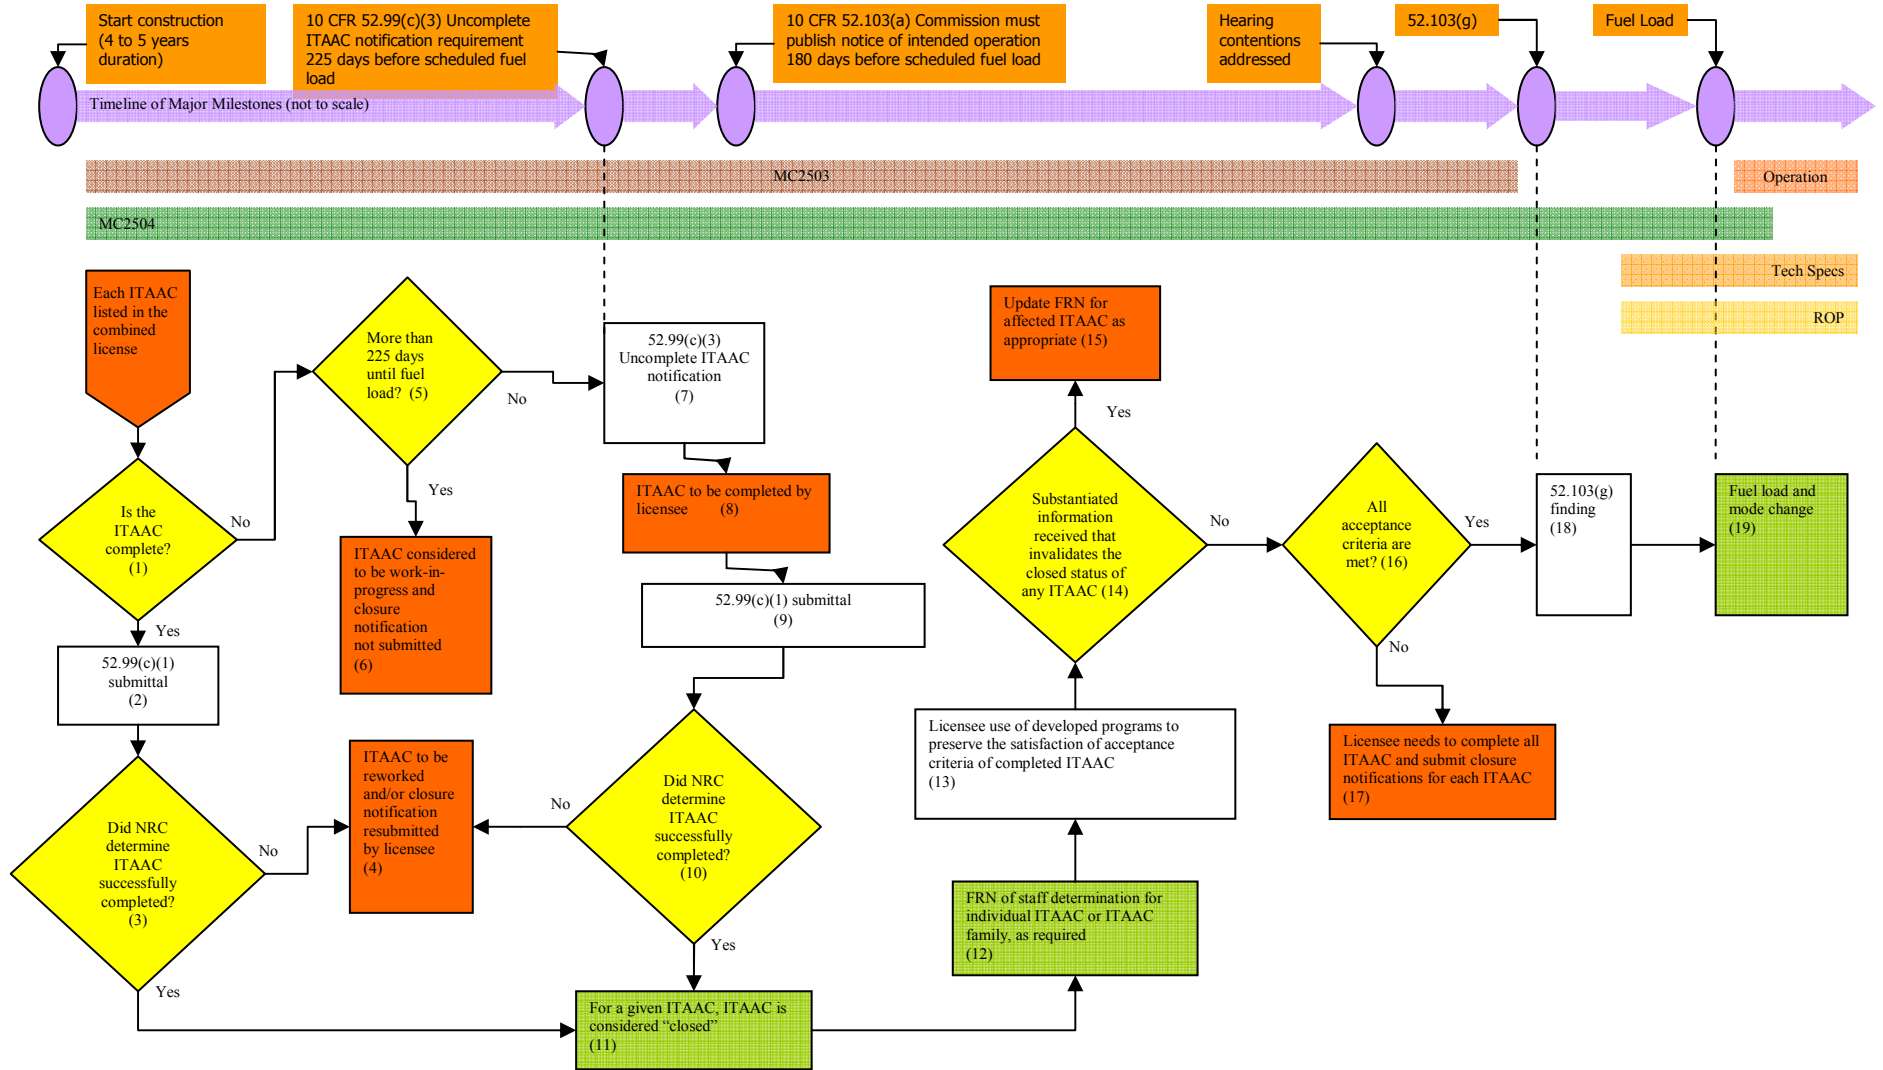 Start construction
(4 to 5 years
duration)
10 CFR 52.99(c)(3) Uncomplete
ITAAC notification requirement
225 days before scheduled fuel
load
10 CFR 52.103(a) Commission must
publish notice of intended operation
180 days before scheduled fuel load
Hearing
contentions
addressed
52.103(g)
Fuel Load
Timeline of Major Milestones (not to scale)
MC2503
Operation
MC2504
Tech Specs
ROP
Each ITAAC
listed in the
combined
license
More than
225 days
until fuel
load? (5)
No
Yes
52.99(c)(3)
Uncomplete ITAAC
notification
(7)
Update FRN for
affected ITAAC as
appropriate (15)
Yes
Is the
ITAAC
complete?
(1)
No
Yes
ITAAC considered
to be work-in-
progress and
closure
notification
not submitted
(6)
ITAAC to be completed by
licensee (8)
52.99(c)(1) submittal
(9)
Substantiated
information
received that
invalidates the
closed status of
any ITAAC (14)
No
All
acceptance
criteria are
met? (16)
Yes
No
52.103(g)
finding
(18)
Fuel load and
mode change
(19)
52.99(c)(1)
submittal
(2)
Did NRC
determine
ITAAC
successfully
completed?
(3)
No
Yes
ITAAC to be
reworked
and/or closure
notification
resubmitted
by licensee
(4)
No
Did NRC
determine
ITAAC
successfully
completed?
(10)
Yes
Licensee use of developed programs to
preserve the satisfaction of acceptance
criteria of completed ITAAC
(13)
Licensee needs to complete all
ITAAC and submit closure
notifications for each ITAAC
(17)
FRN of staff determination for
individual ITAAC or ITAAC
family, as required
(12)
For a given ITAAC, ITAAC is
considered “closed”
(11)